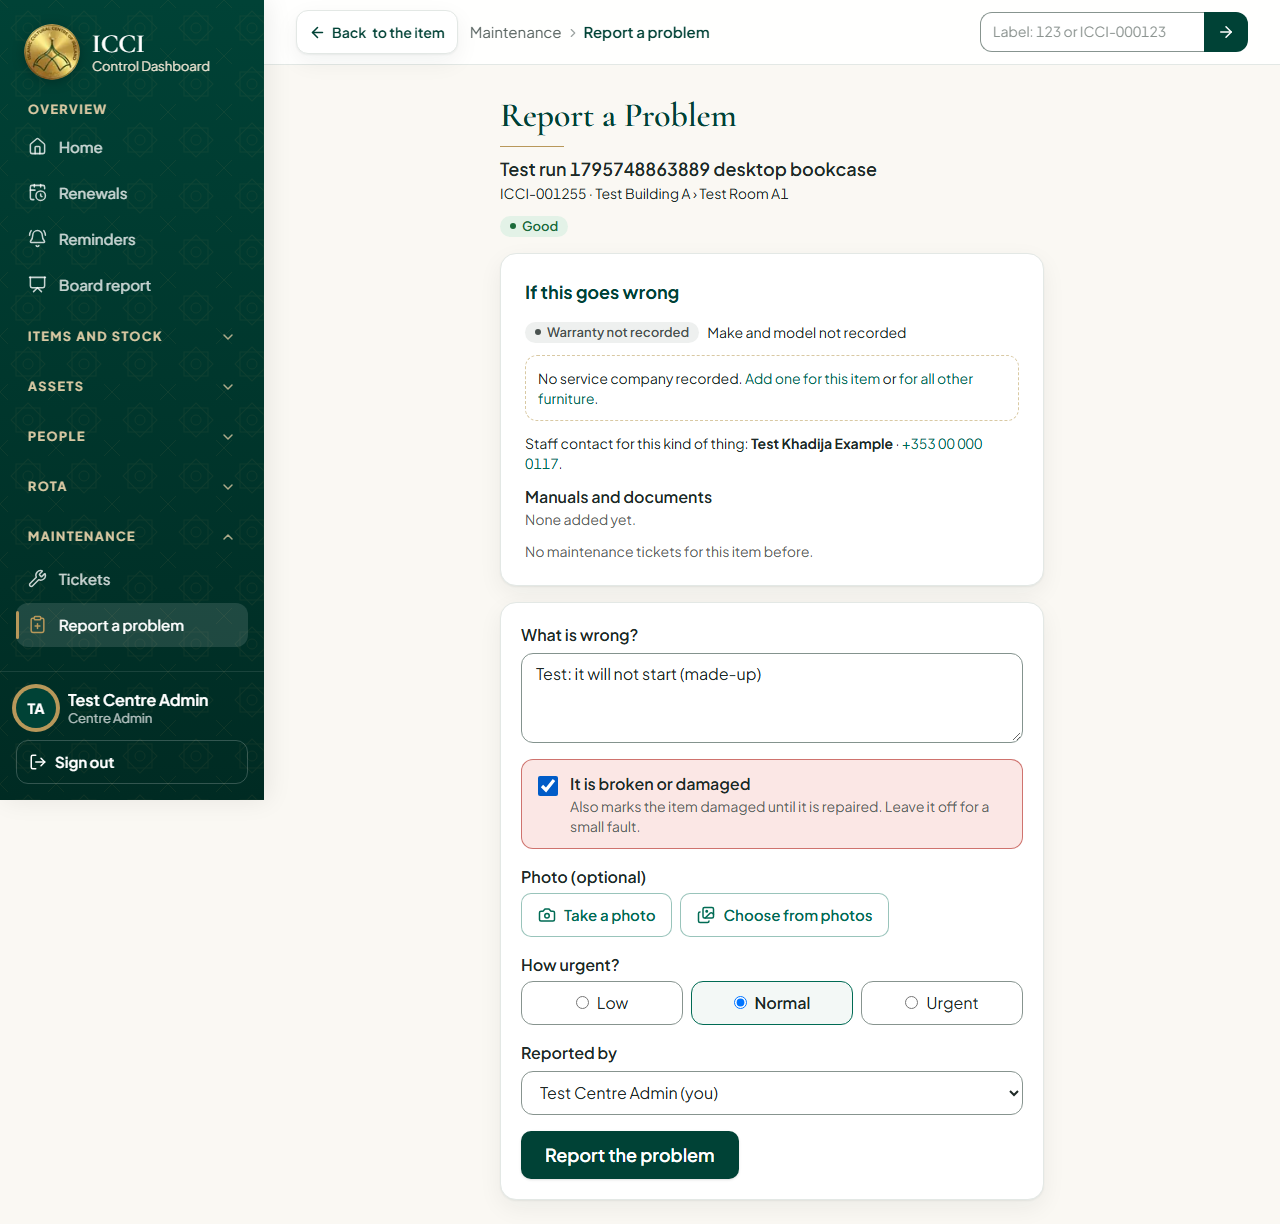 ICCI
Control Dashboard
OVERVIEW
Home
Renewals
Reminders
Board report
ITEMS AND STOCK
ASSETS
PEOPLE
ROTA
MAINTENANCE
Tickets
Report a problem
TA
Test Centre Admin
Centre Admin
Sign out
Back to the item
Maintenance › Report a problem
Label: 123 or ICCI-000123
Report a Problem
Test run 1795748863889 desktop bookcase
ICCI-001255 · Test Building A › Test Room A1
Good
If this goes wrong
Warranty not recorded
Make and model not recorded
No service company recorded. Add one for this item or for all other
furniture.
Staff contact for this kind of thing: Test Khadija Example · +353 00 000
0117.
Manuals and documents
None added yet.
No maintenance tickets for this item before.
What is wrong?
Test: it will not start (made-up)
It is broken or damaged
Also marks the item damaged until it is repaired. Leave it off for a
small fault.
Photo (optional)
Take a photo
Choose from photos
How urgent?
Low
Normal
Urgent
Reported by
Test Centre Admin (you)
Report the problem